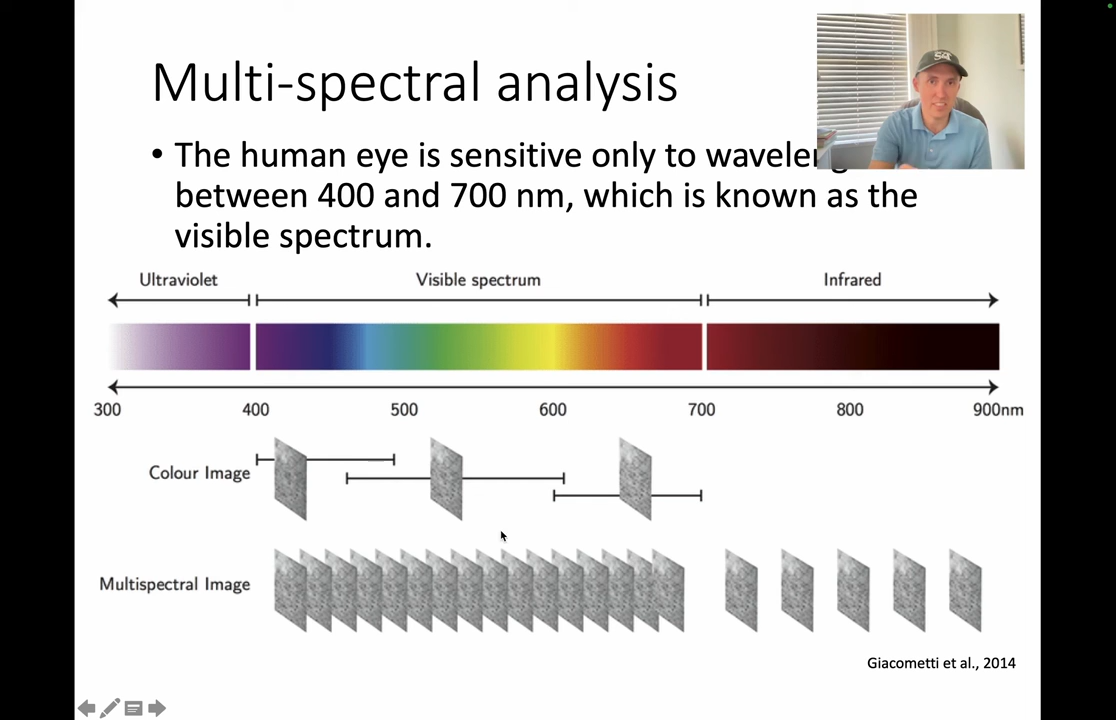 Multi-spectral analysis
• The human eye is sensitive only to
between 400 and 700 nm, which is known as the
visible spectrum.
Ultraviolet Visible spectrum Infrared
300 400 500 600 700 800 900nm
Colour Image
Multispectral Image
Giacometti et al., 2014